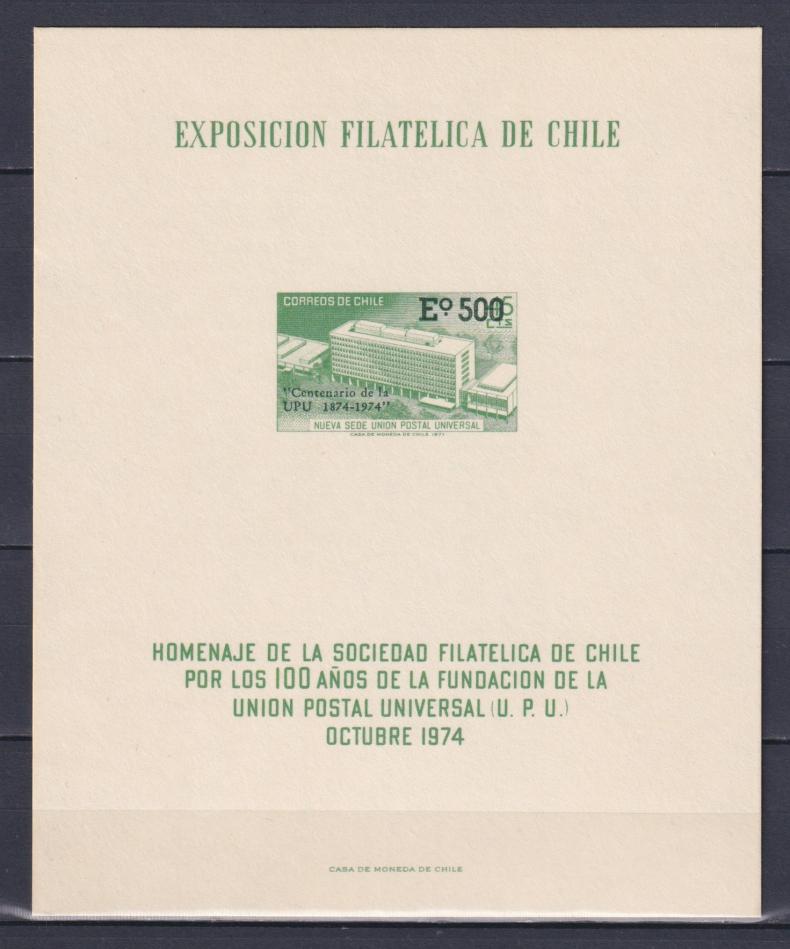 EXPOSICION FILATELICA DE CHILE
CORREOS DE CHILE
Eº 500
CTS
"Centenario de la
UPU 1874-1974"
NUEVA SEDE UNION POSTAL UNIVERSAL
CASA DE MONEDA DE CHILE 1971
HOMENAJE DE LA SOCIEDAD FILATELICA DE CHILE
POR LOS 100 AÑOS DE LA FUNDACION DE LA
UNION POSTAL UNIVERSAL (U. P. U.)
OCTUBRE 1974
CASA DE MONEDA DE CHILE